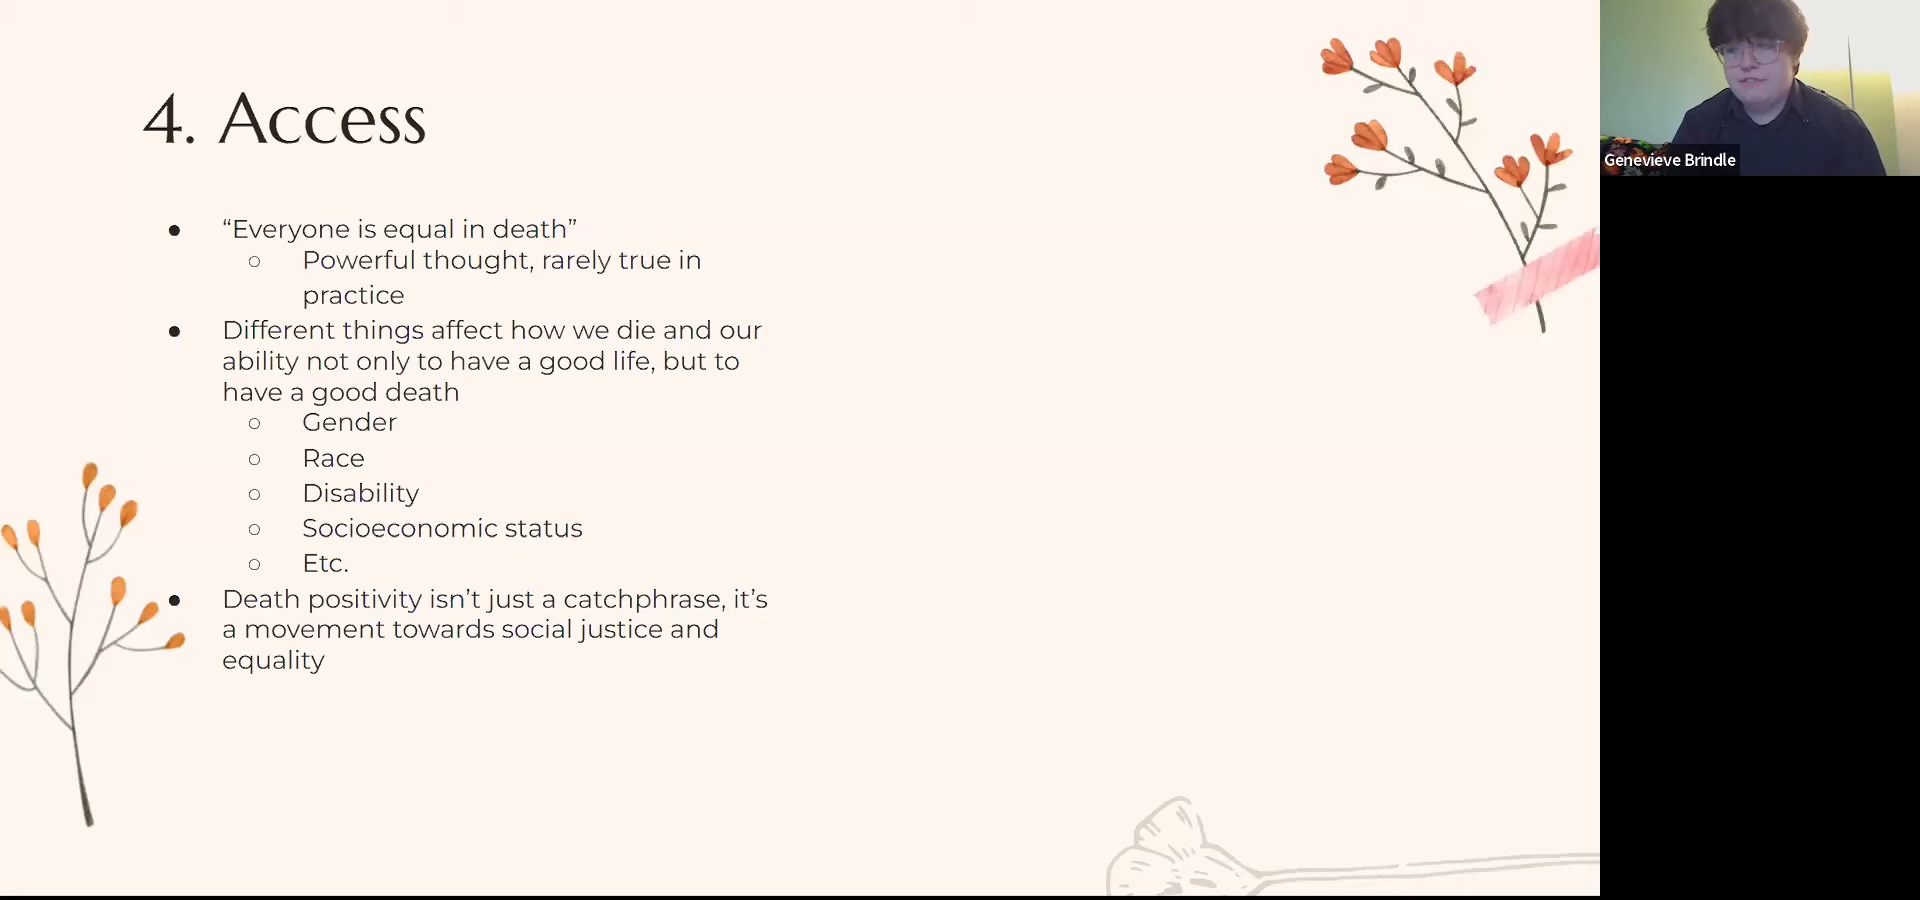 4. Access
● “Everyone is equal in death”
○ Powerful thought, rarely true in
practice
● Different things affect how we die and our
ability not only to have a good life, but to
have a good death
○ Gender
○ Race
○ Disability
○ Socioeconomic status
○ Etc.
● Death positivity isn’t just a catchphrase, it’s
a movement towards social justice and
equality
Genevieve Brindle